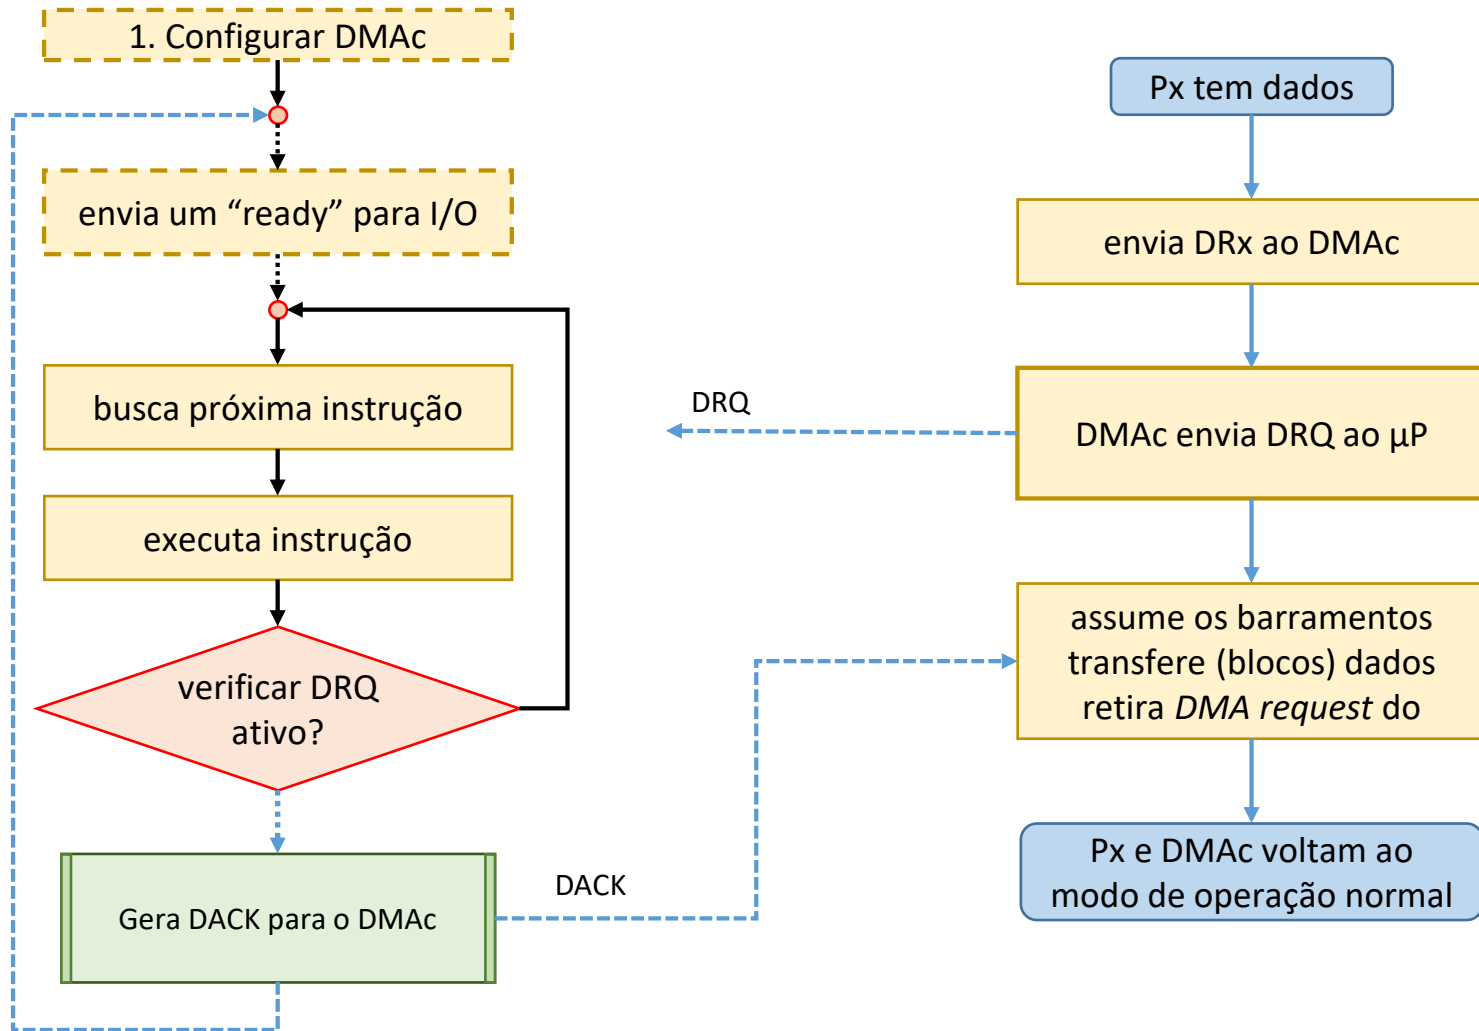 1. Configurar DMAc
envia um “ready” para I/O
busca próxima instrução
executa instrução
verificar DRQ
ativo?
Gera DACK para o DMAc
DRQ
DACK
Px tem dados
envia DRx ao DMAc
DMAc envia DRQ ao µP
assume os barramentos
transfere (blocos) dados
retira DMA request do
Px e DMAc voltam ao
modo de operação normal